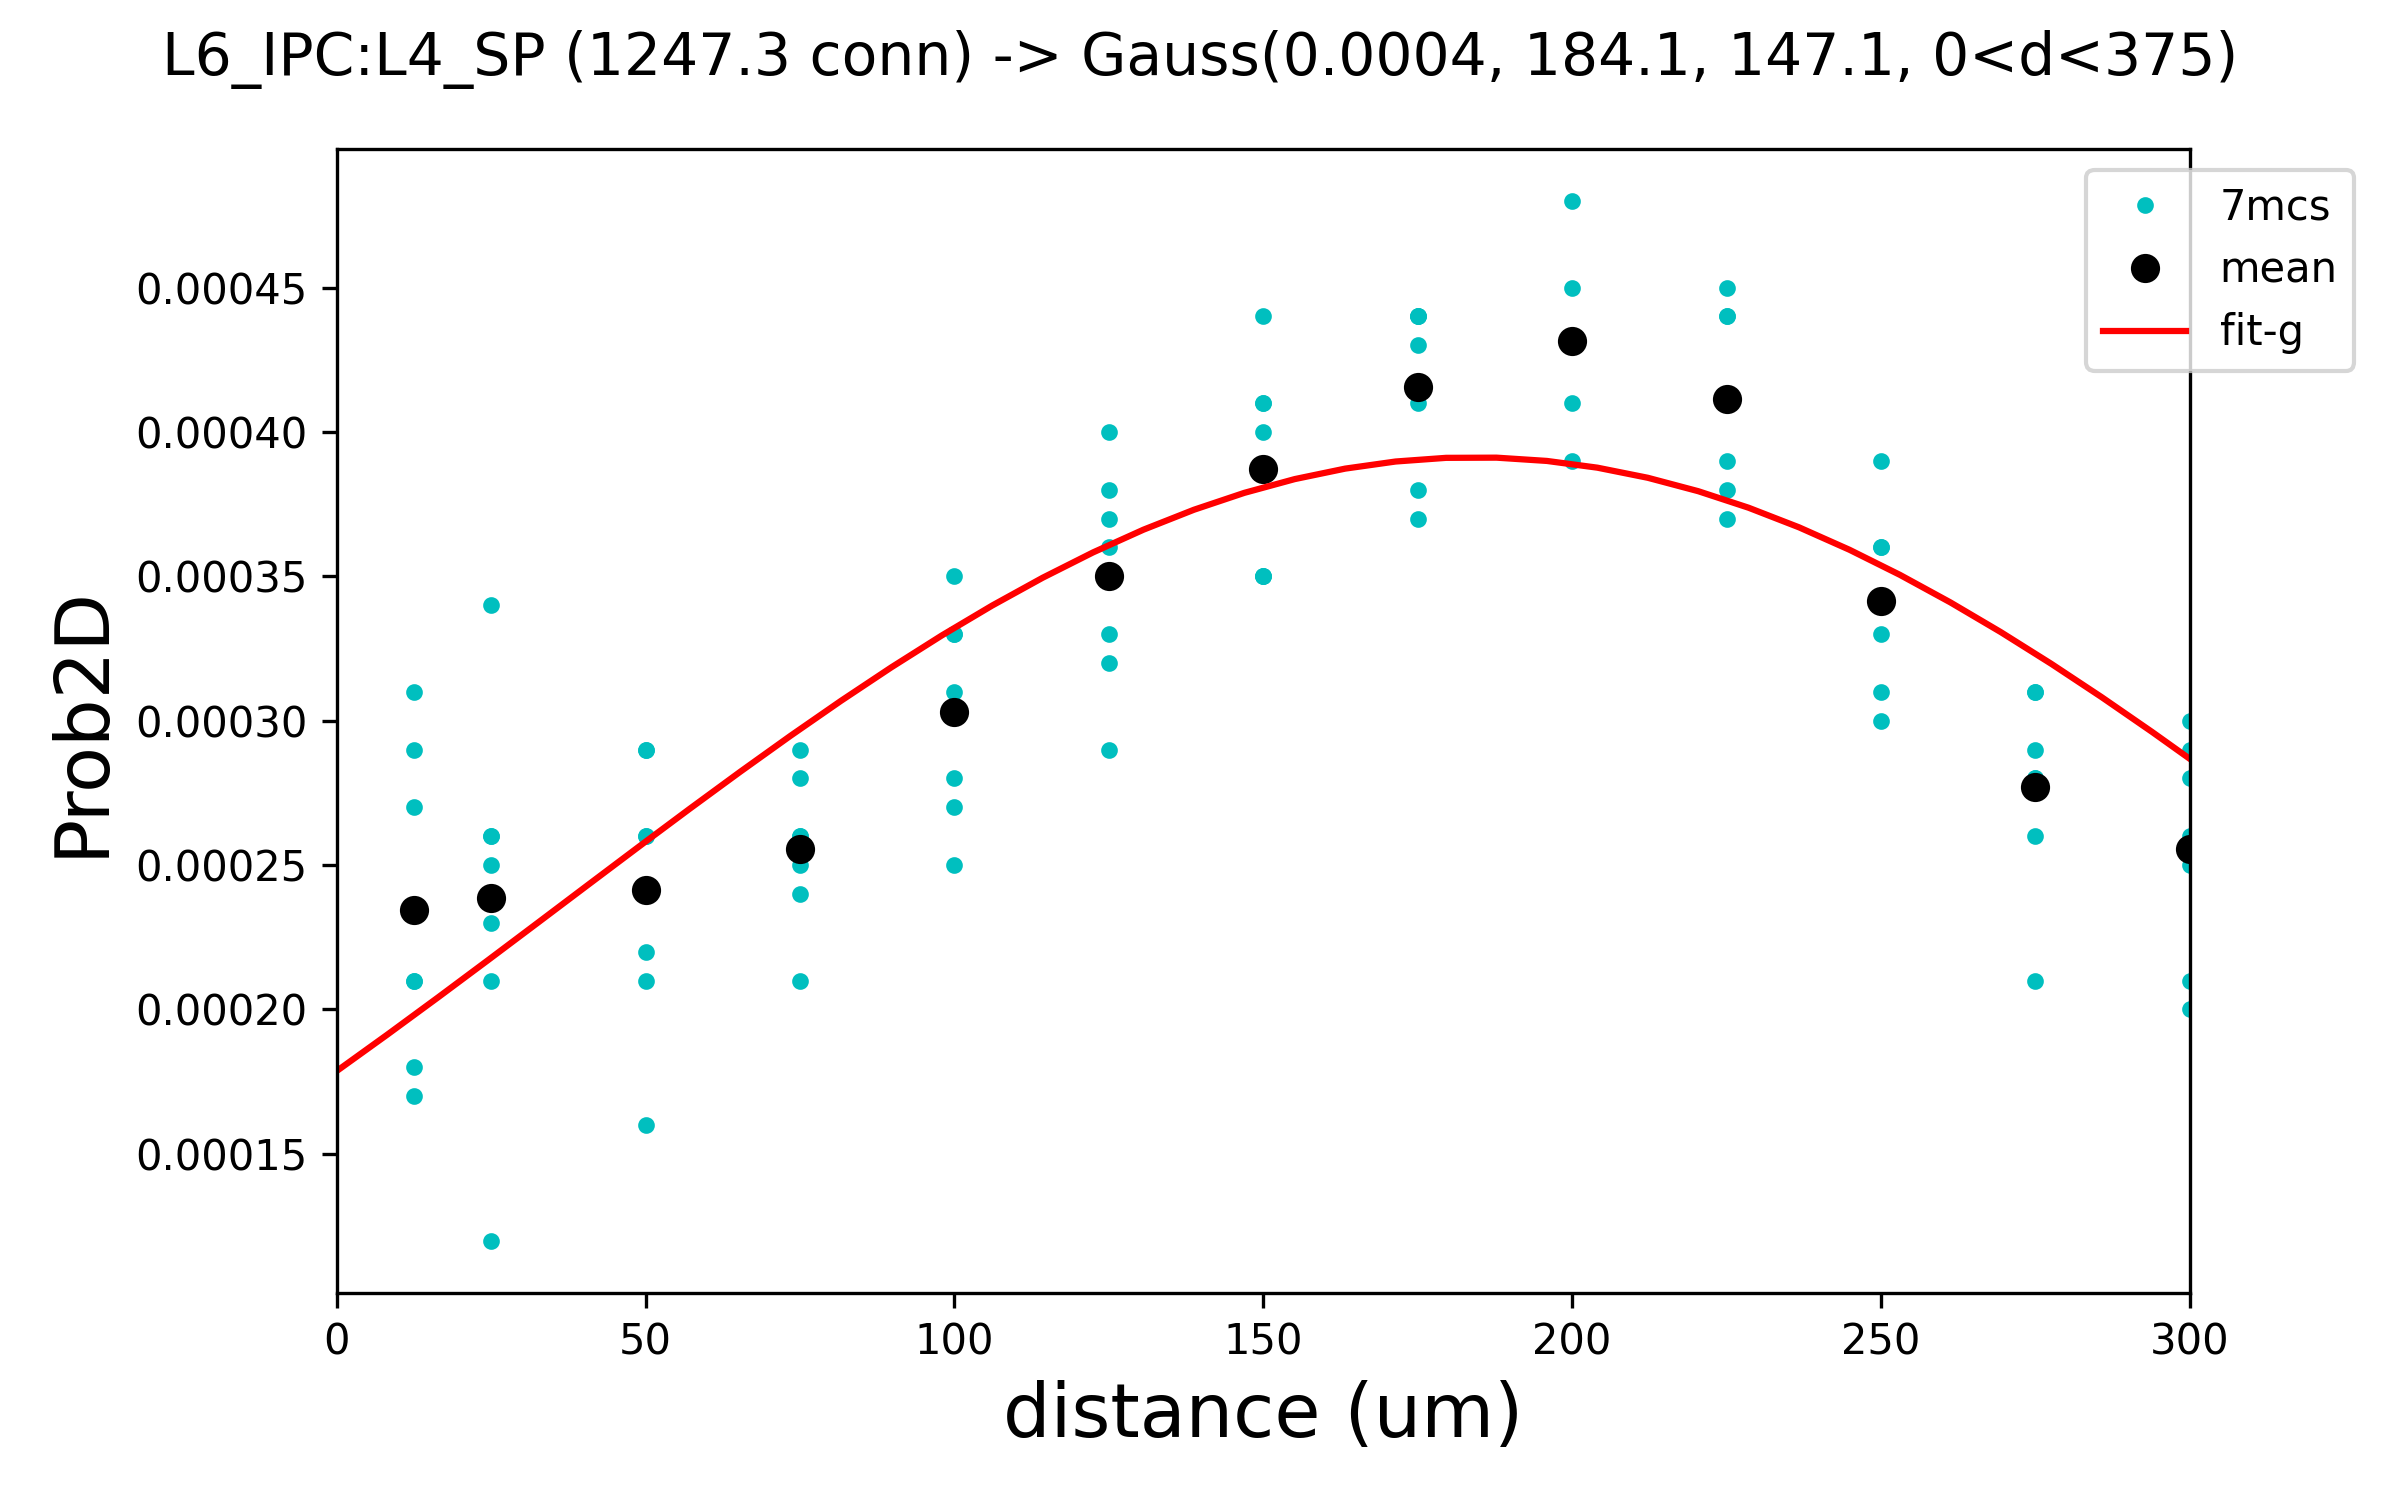 L6_IPC:L4_SP (1247.3 conn) -> Gauss(0.0004, 184.1, 147.1, 0<d<375)
7mcs
mean
fit-g
0.00045
0.00040
0.00035
0.00030
0.00025
0.00020
0.00015
Prob2D
0 50 100 150 200 250 300
distance (um)